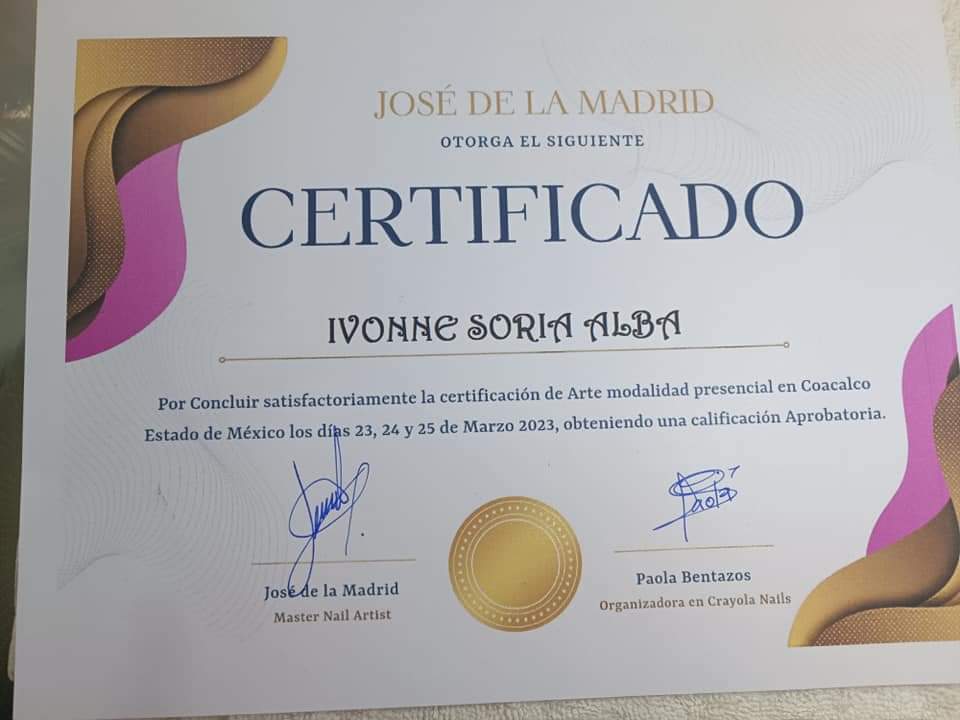 JOSÉ DE LA MADRID
OTORGA EL SIGUIENTE
CERTIFICADO
IVONNE SORIA ALBA
Por Concluir satisfactoriamente la certificación de Arte modalidad presencial en Coacalco
Estado de México los días 23, 24 y 25 de Marzo 2023, obteniendo una calificación Aprobatoria.
Paola
José de la Madrid
Master Nail Artist
Paola Bentazos
Organizadora en Crayola Nails